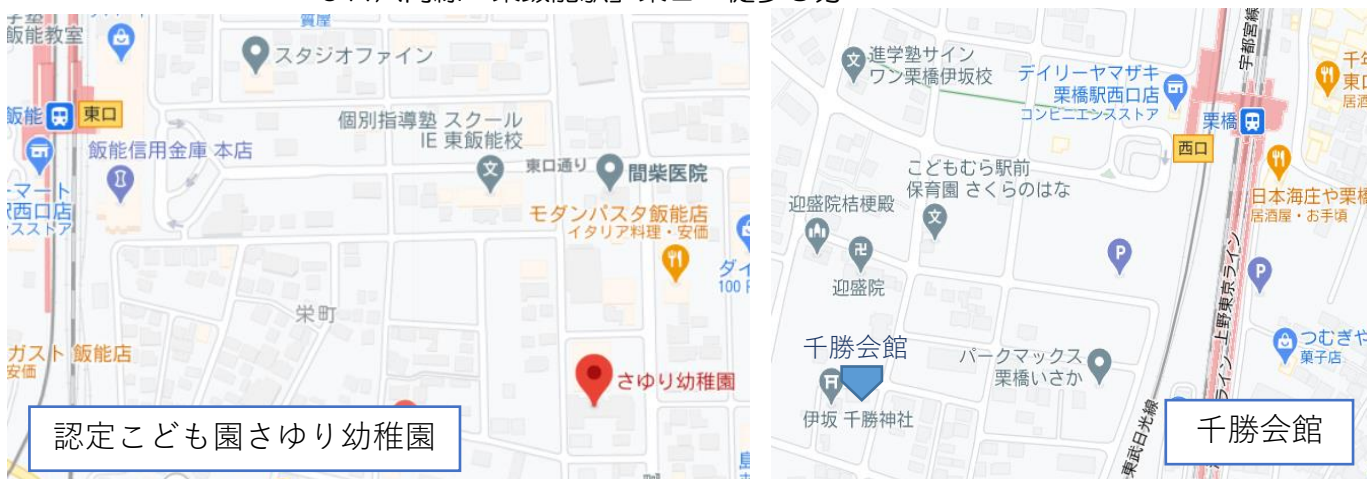 質屋
飯能教室
スタジオファイン
飯能
東口
飯能信用金庫 本店
個別指導塾 スクール
IE 東飯能校
東口通り
間柴医院
モダンパスタ飯能店
イタリア料理・安価
西口店
栄町
ガスト 飯能店
安価
さゆり幼稚園
認定こども園さゆり幼稚園
進学塾サイン
ワン栗橋伊坂校
デイリーヤマザキ
栗橋駅西口店
コンビニエンスストア
宇都宮線
栗橋
西口
東口
居酒
こどもむら駅前
保育園 さくらのはな
迎盛院桔梗殿
迎盛院
日本海庄や栗橋
居酒屋・お手頃
P
P
上野東京ライン
つむぎや
菓子店
千勝会館
パークマックス
栗橋いさか
伊坂 千勝神社
東武日光線
千勝会館